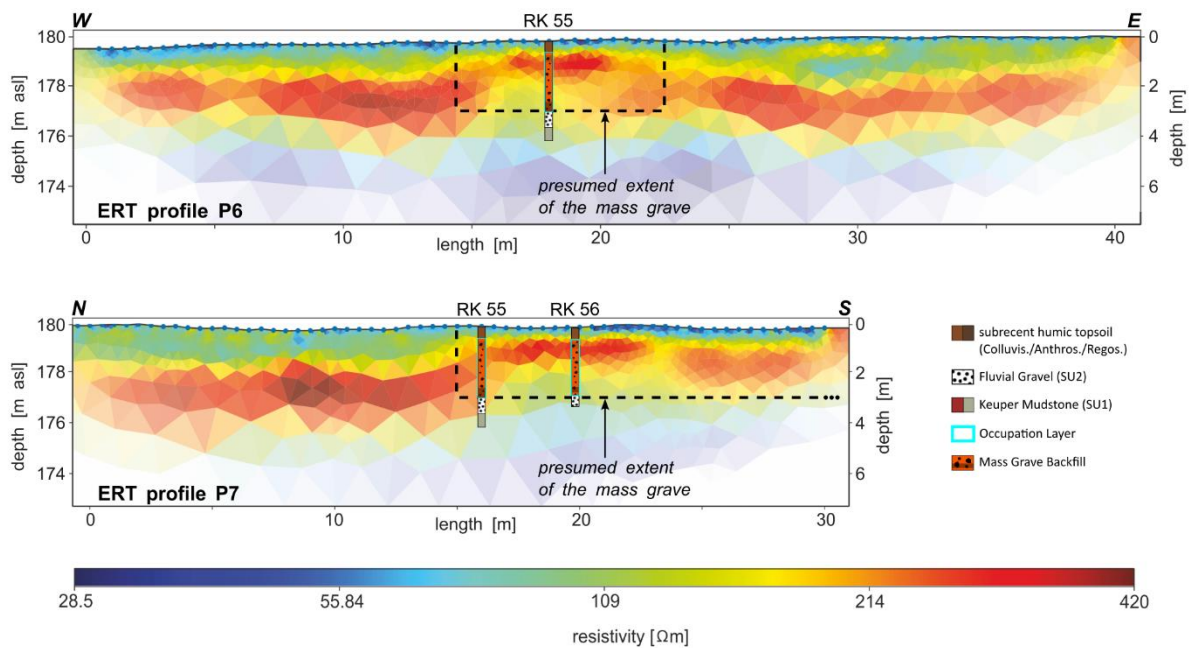 W
RK 55
E
180
178
176
174
depth [m asl]
0
2
4
6
depth [m]
presumed extent
of the mass grave
ERT profile P6
0
10
20
30
40
length [m]
N
RK 55
RK 56
S
180
178
176
174
depth [m asl]
0
2
4
6
depth [m]
presumed extent
of the mass grave
ERT profile P7
0
10
20
30
length [m]
subrecent humic topsoil
(Colluvis./Anthros./Regos.)
Fluvial Gravel (SU2)
Keuper Mudstone (SU1)
Occupation Layer
Mass Grave Backfill
28.5
55.84
109
214
420
resistivity [Ωm]